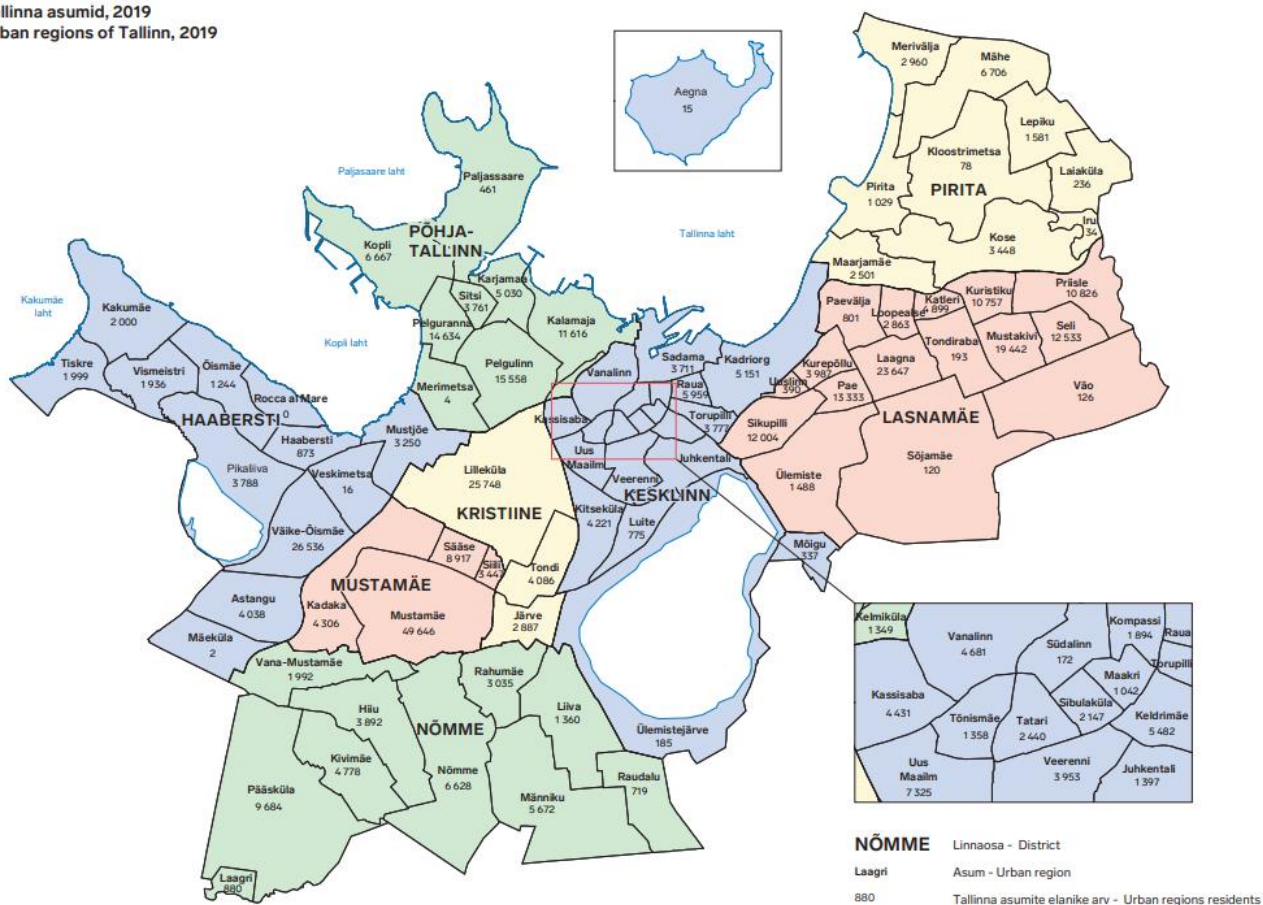 llinna asumid, 2019
ban regions of Tallinn, 2019
Aegna
15
Merivälja
2 960
Mähe
6 706
Lepiku
1 581
Kloostrimetsa
78
Laiaküla
236
Pirita
1 029
PIRITA
Iru
34
Kose
3 448
Maarjamäe
2 501
Paljasaare laht
Paljassaare
461
PÕHJA-
TALLINN
Kopli
6 667
Tallinna laht
Karjamaa
5 030
Sitsi
3 761
Pelguranna
14 634
Kalamaja
11 616
Pelgulinn
15 558
Merimetsa
4
Kakumäe
laht
Kopli laht
Kakumäe
2 000
Tiskre
1 999
Vismeistri
1 936
Õismäe
1 244
Rocca al Mare
0
HAABERSTI
Haabersti
873
Mustjõe
3 250
Pikaliiva
3 788
Veskimetsa
16
Väike-Õismäe
26 536
Astangu
4 038
Mäeküla
2
Vanalinn
Sadama
3 711
Kadriorg
5 151
Raua
5 959
Torupilli
3 777
Kassisaba
Uus
Maailm
Juhkentali
Veerenni
KESKLINN
Kitseküla
4 221
Luite
775
Mõigu
337
Ülemistejärve
185
Paevälja
801
Loopealse
2 863
Katleri
4 899
Kuristiku
10 757
Priisle
10 826
Tondiraba
193
Mustakivi
19 442
Seli
12 533
Kurepõllu
3 987
Laagna
23 647
Uuslinn
390
Pae
13 333
Väo
126
LASNAMÄE
Sikupilli
12 004
Sõjamäe
120
Ülemiste
1 488
Lilleküla
25 748
KRISTIINE
Tondi
4 086
Järve
2 887
Sääse
8 917
Siili
3 447
MUSTAMÄE
Kadaka
4 306
Mustamäe
49 646
Vana-Mustamäe
1 992
Rahumäe
3 035
Hiiu
3 892
Liiva
1 360
NÕMME
Kivimäe
4 778
Nõmme
6 628
Pääsküla
9 684
Männiku
5 672
Raudalu
719
Laagri
880
Kelmiküla
1 349
Vanalinn
4 681
Südalinn
172
Kompassi
1 894
Raua
Torupilli
Maakri
1 042
Kassisaba
4 431
Sibulaküla
2 147
Tõnismäe
1 358
Tatari
2 440
Keldrimäe
5 482
Uus
Maailm
7 325
Veerenni
3 953
Juhkentali
1 397
NÕMME Linnaosa - District
Laagri Asum - Urban region
880 Tallinna asumite elanike arv - Urban regions residents